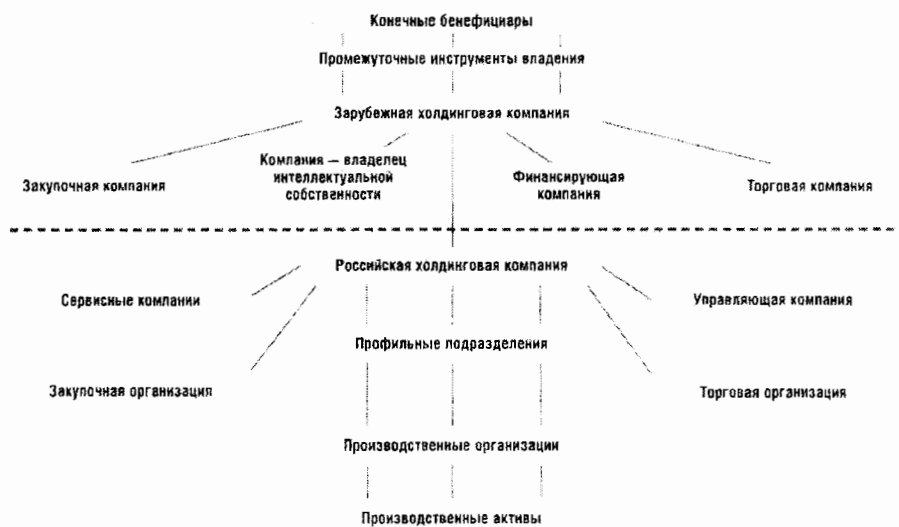 Конечные бенефициары
Промежуточные инструменты владения
Зарубежная холдинговая компания
Закупочная компания
Компания — владелец
интеллектуальной
собственности
Финансирующая
компания
Торговая компания
Российская холдинговая компания
Сервисные компании
Управляющая компания
Профильные подразделения
Закупочная организация
Торговая организация
Производственные организации
Производственные активы